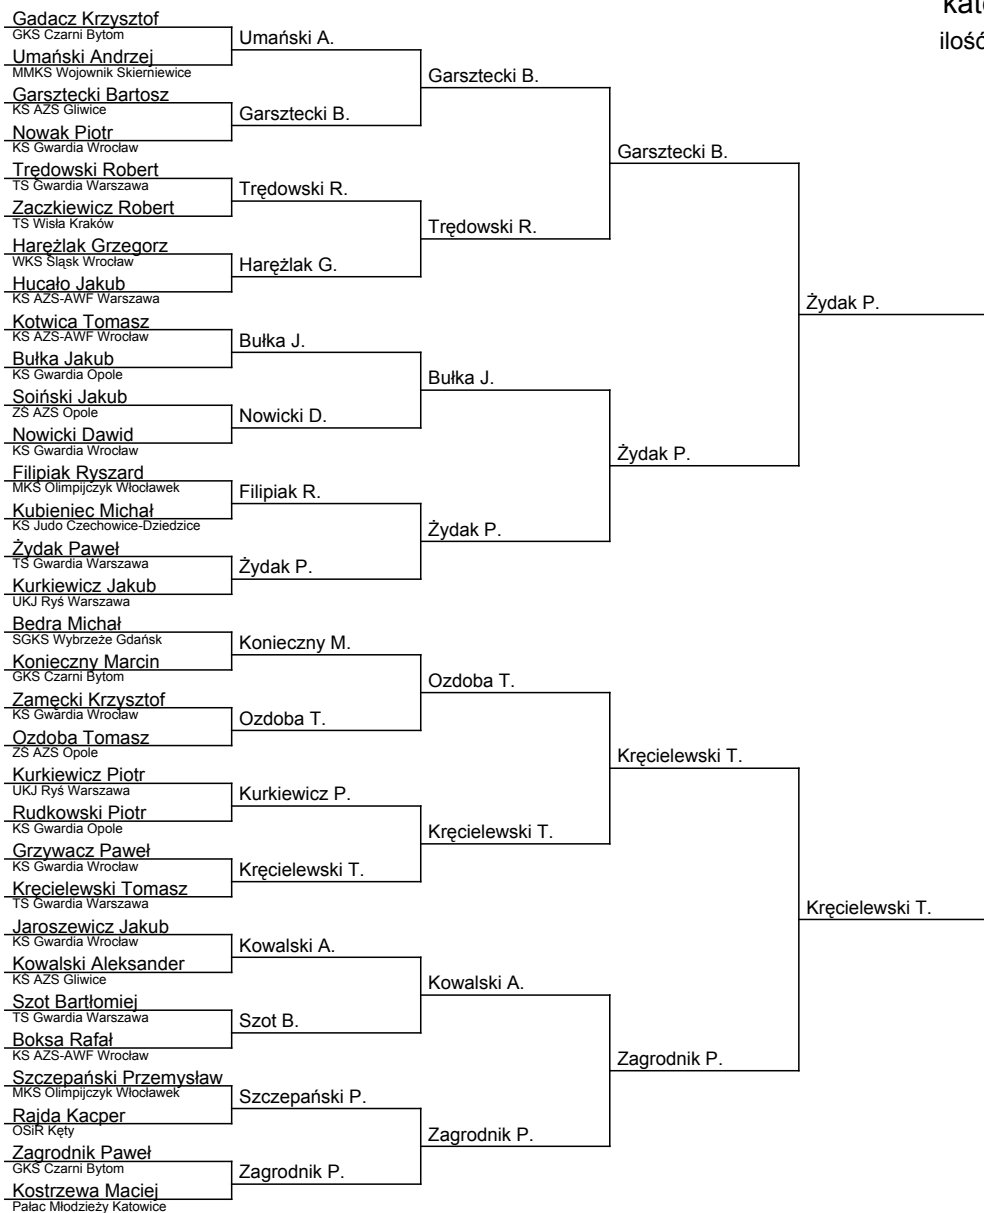 kate
ilość
Gadacz Krzysztof
GKS Czarni Bytom
Umański A.
Umański Andrzej
MMKS Wojownik Skierniewice
Garsztecki B.
Garsztecki Bartosz
KS AZS Gliwice
Garsztecki B.
Nowak Piotr
KS Gwardia Wrocław
Garsztecki B.
Trędowski Robert
TS Gwardia Warszawa
Trędowski R.
Zaczkiewicz Robert
TS Wisła Kraków
Trędowski R.
Harężlak Grzegorz
WKS Śląsk Wrocław
Harężlak G.
Hucało Jakub
KS AZS-AWF Warszawa
Żydak P.
Kotwica Tomasz
KS AZS-AWF Wrocław
Bułka J.
Bułka Jakub
KS Gwardia Opole
Bułka J.
Soiński Jakub
ZŚ AZS Opole
Nowicki D.
Nowicki Dawid
KS Gwardia Wrocław
Żydak P.
Filipiak Ryszard
MKS Olimpijczyk Włocławek
Filipiak R.
Kubieniec Michał
KS Judo Czechowice-Dziedzice
Żydak P.
Żydak Paweł
TS Gwardia Warszawa
Żydak P.
Kurkiewicz Jakub
UKJ Ryś Warszawa
Bedra Michał
SGKS Wybrzeże Gdańsk
Konieczny M.
Konieczny Marcin
GKS Czarni Bytom
Ozdoba T.
Zamęcki Krzysztof
KS Gwardia Wrocław
Ozdoba T.
Ozdoba Tomasz
ZŚ AZS Opole
Kręcielewski T.
Kurkiewicz Piotr
UKJ Ryś Warszawa
Kurkiewicz P.
Rudkowski Piotr
KS Gwardia Opole
Kręcielewski T.
Grzywacz Paweł
KS Gwardia Wrocław
Kręcielewski T.
Kręcielewski Tomasz
TS Gwardia Warszawa
Kręcielewski T.
Jaroszewicz Jakub
KS Gwardia Wrocław
Kowalski A.
Kowalski Aleksander
KS AZS Gliwice
Kowalski A.
Szot Bartłomiej
TS Gwardia Warszawa
Szot B.
Boksa Rafał
KS AZS-AWF Wrocław
Zagrodnik P.
Szczepański Przemysław
MKS Olimpijczyk Włocławek
Szczepański P.
Rajda Kacper
OSiR Kęty
Zagrodnik P.
Zagrodnik Paweł
GKS Czarni Bytom
Zagrodnik P.
Kostrzewa Maciej
Pałac Młodzieży Katowice